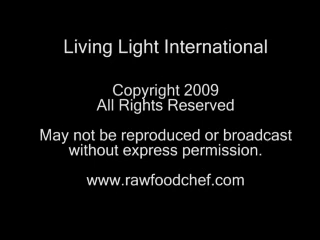 Living Light International
Copyright 2009
All Rights Reserved
May not be reproduced or broadcast
without express permission.
www.rawfoodchef.com